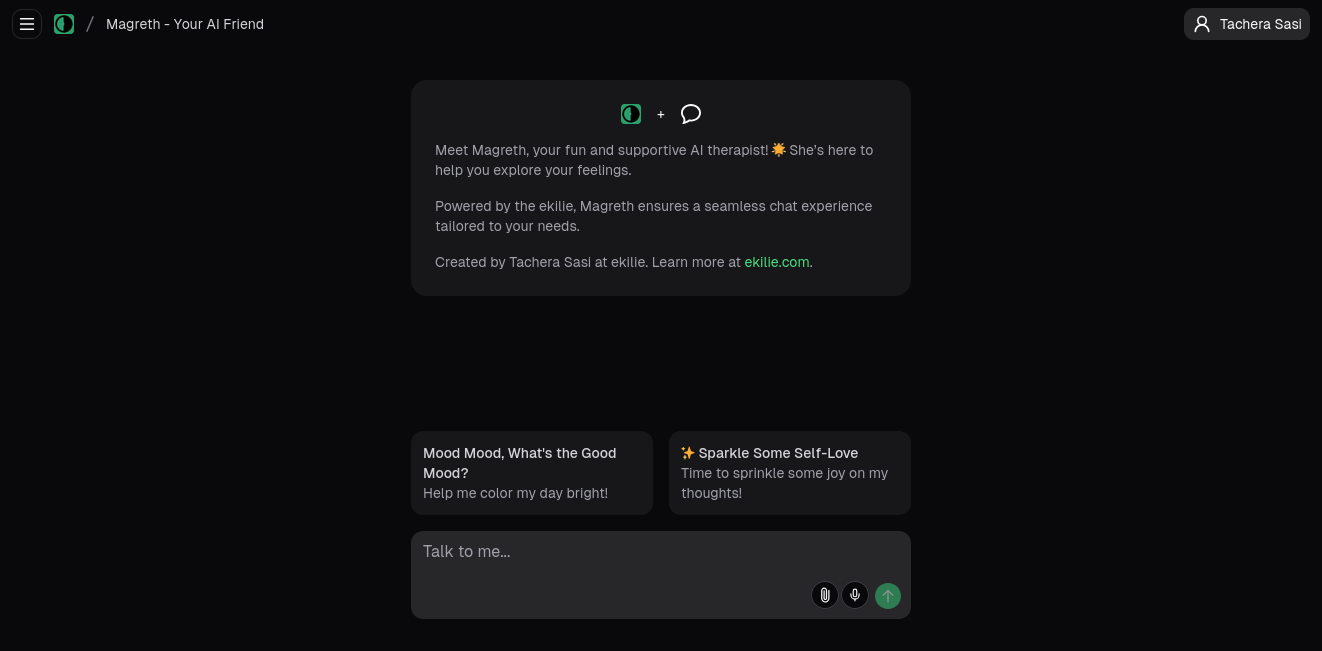 / Magreth - Your AI Friend
Tachera Sasi
+
Meet Magreth, your fun and supportive AI therapist!🌟 She's here to
help you explore your feelings.
Powered by the ekilie, Magreth ensures a seamless chat experience
tailored to your needs.
Created by Tachera Sasi at ekilie. Learn more at ekilie.com.
Mood Mood, What's the Good
Mood?
Help me color my day bright!
✨ Sparkle Some Self-Love
Time to sprinkle some joy on my
thoughts!
Talk to me...